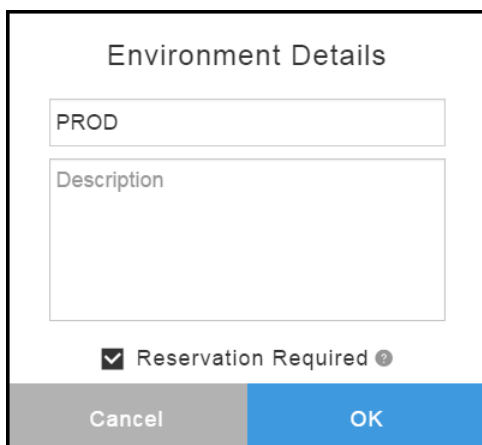 Environment Details
PROD
Description
Reservation Required ?
Cancel OK